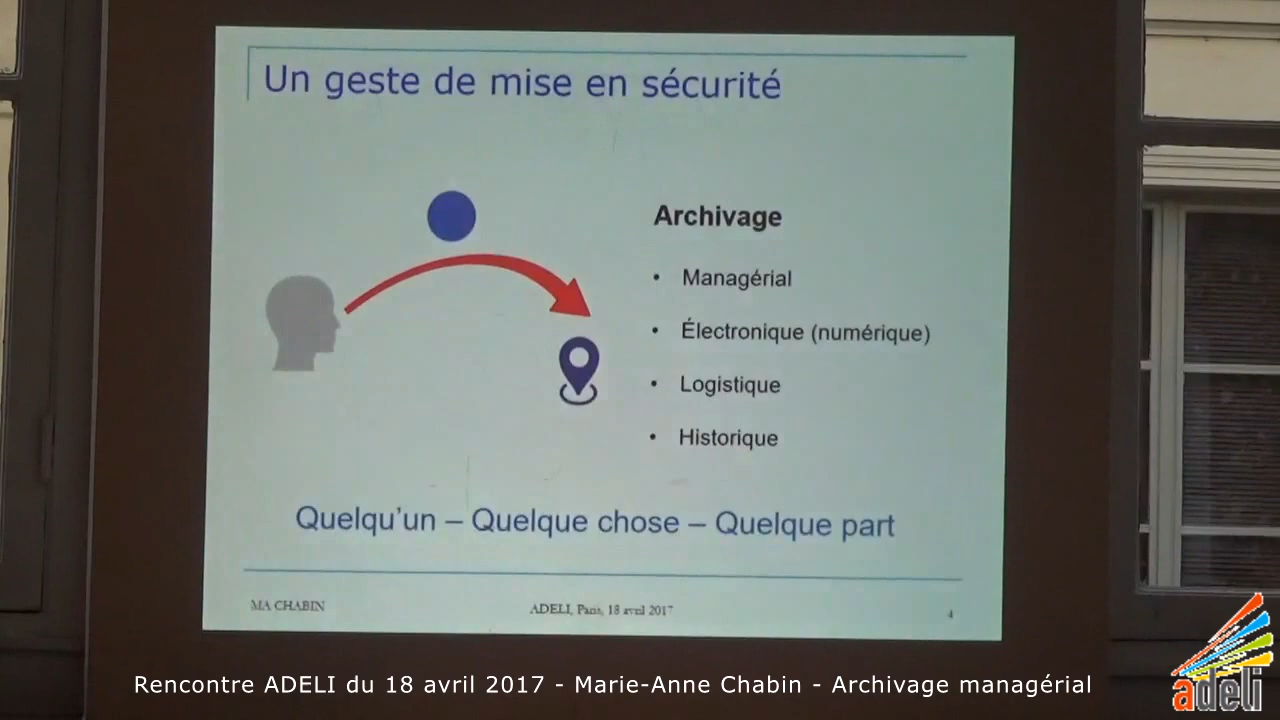 Un geste de mise en sécurité
Archivage
• Managérial
• Électronique (numérique)
• Logistique
• Historique
Quelqu'un – Quelque chose – Quelque part
MA CHABIN
ADELI, Paris, 18 avril 2017
4
Rencontre ADELI du 18 avril 2017 - Marie-Anne Chabin - Archivage managérial
adeli